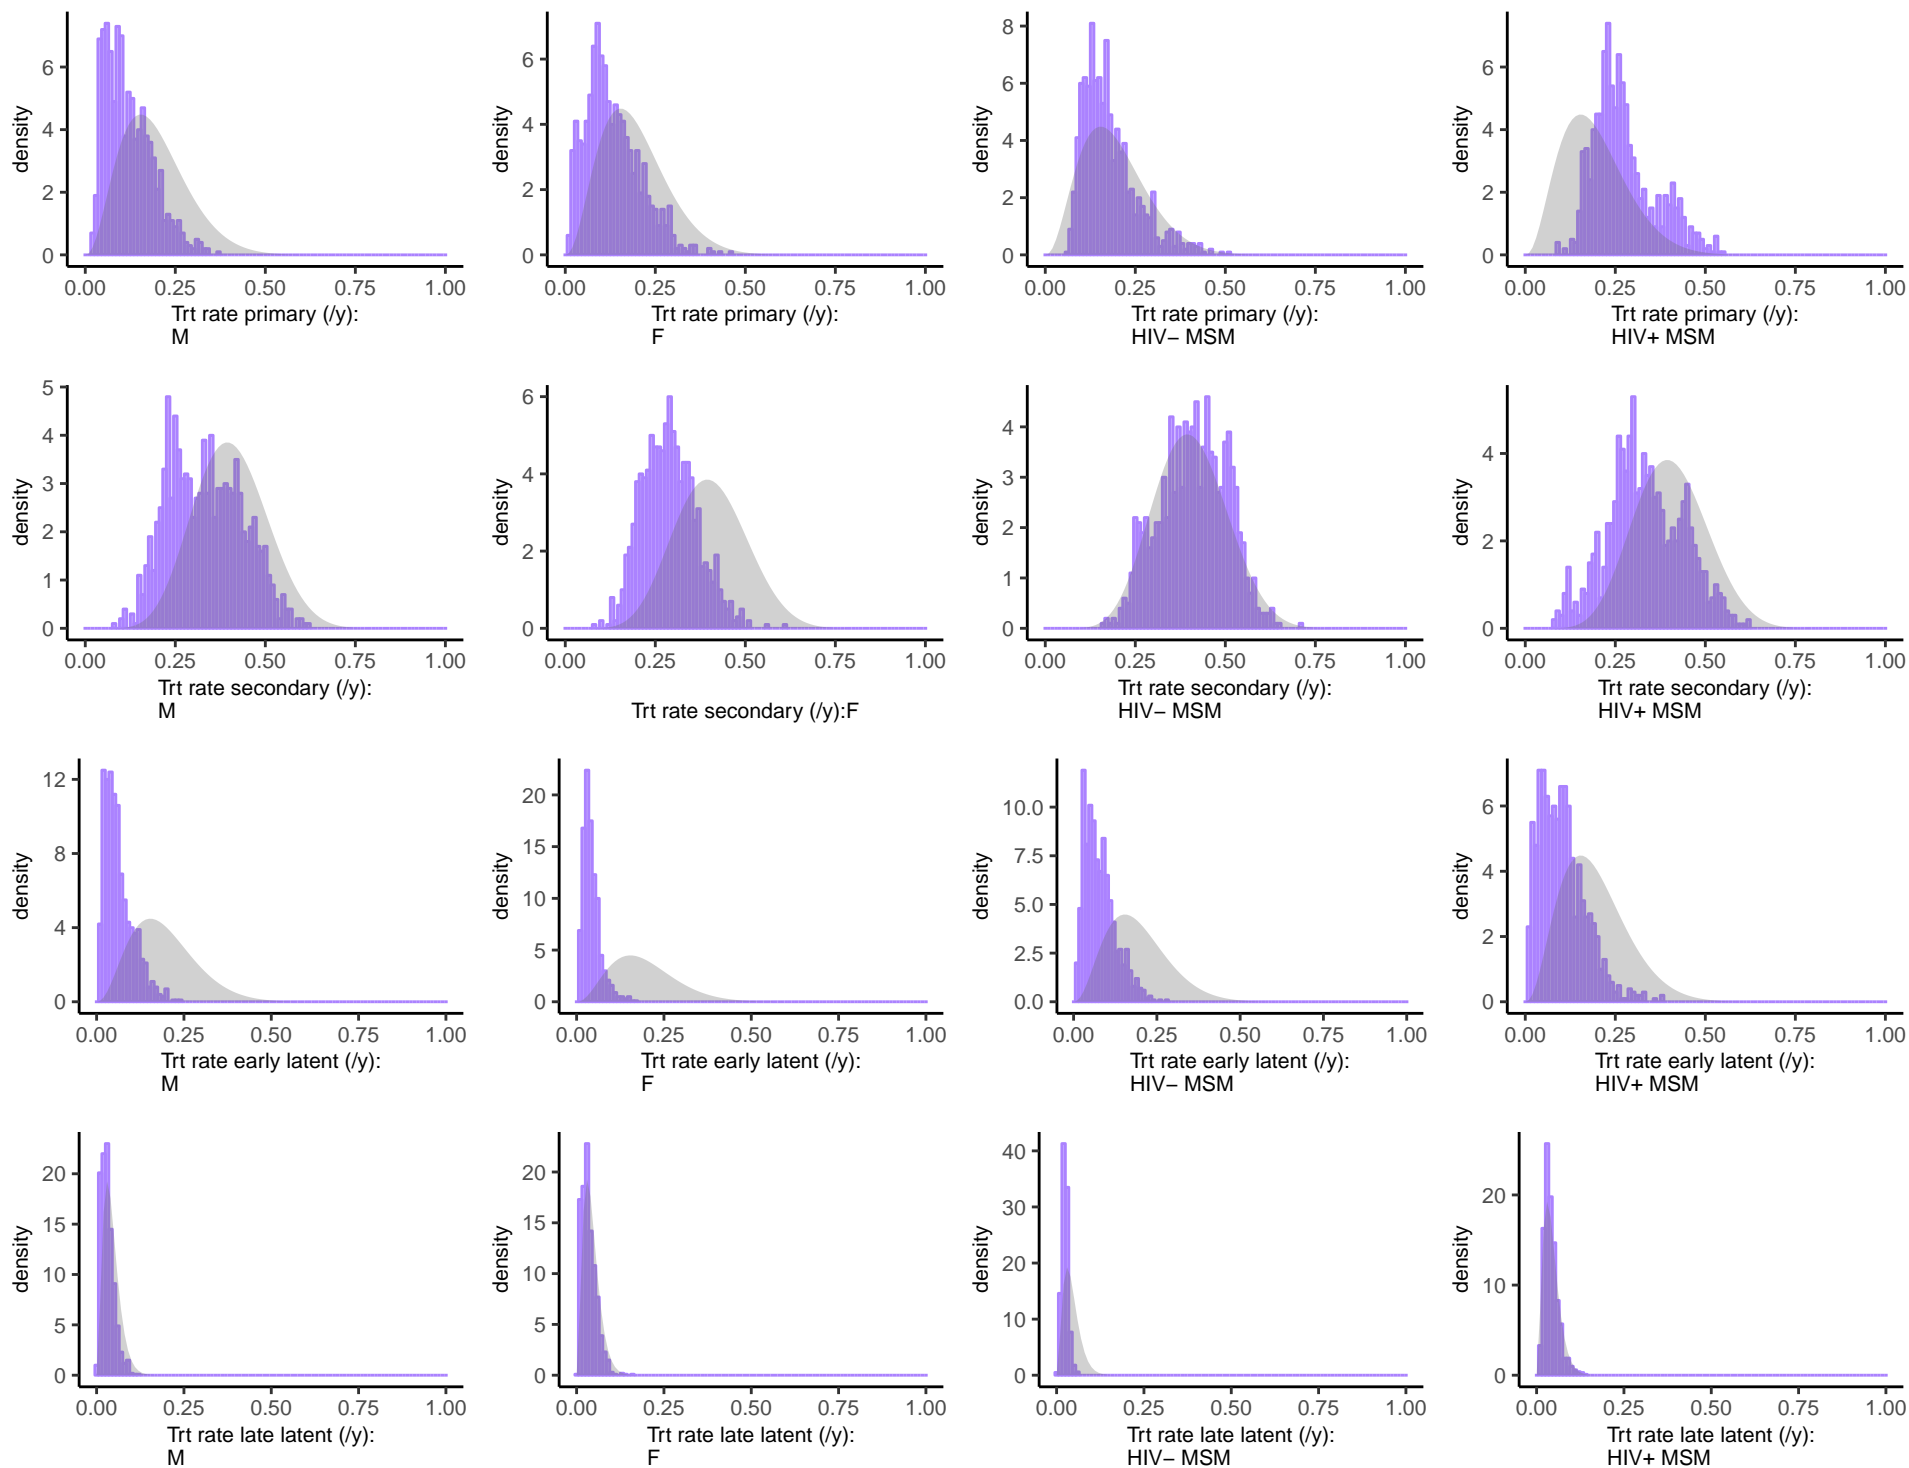 density
6
4
2
0
0.00 0.25 0.50 0.75 1.00
Trt rate primary (/y):
M
density
6
4
2
0
0.00 0.25 0.50 0.75 1.00
Trt rate primary (/y):
F
density
8
6
4
2
0
0.00 0.25 0.50 0.75 1.00
Trt rate primary (/y):
HIV− MSM
density
6
4
2
0
0.00 0.25 0.50 0.75 1.00
Trt rate primary (/y):
HIV+ MSM
density
5
4
3
2
1
0
0.00 0.25 0.50 0.75 1.00
Trt rate secondary (/y):
M
density
6
4
2
0
0.00 0.25 0.50 0.75 1.00
Trt rate secondary (/y):F
density
4
3
2
1
0
0.00 0.25 0.50 0.75 1.00
Trt rate secondary (/y):
HIV− MSM
density
4
2
0
0.00 0.25 0.50 0.75 1.00
Trt rate secondary (/y):
HIV+ MSM
density
12
8
4
0
0.00 0.25 0.50 0.75 1.00
Trt rate early latent (/y):
M
density
20
15
10
5
0
0.00 0.25 0.50 0.75 1.00
Trt rate early latent (/y):
F
density
10.0
7.5
5.0
2.5
0.0
0.00 0.25 0.50 0.75 1.00
Trt rate early latent (/y):
HIV− MSM
density
6
4
2
0
0.00 0.25 0.50 0.75 1.00
Trt rate early latent (/y):
HIV+ MSM
density
20
15
10
5
0
0.00 0.25 0.50 0.75 1.00
Trt rate late latent (/y):
M
density
20
15
10
5
0
0.00 0.25 0.50 0.75 1.00
Trt rate late latent (/y):
F
density
40
30
20
10
0
0.00 0.25 0.50 0.75 1.00
Trt rate late latent (/y):
HIV− MSM
density
20
10
0
0.00 0.25 0.50 0.75 1.00
Trt rate late latent (/y):
HIV+ MSM